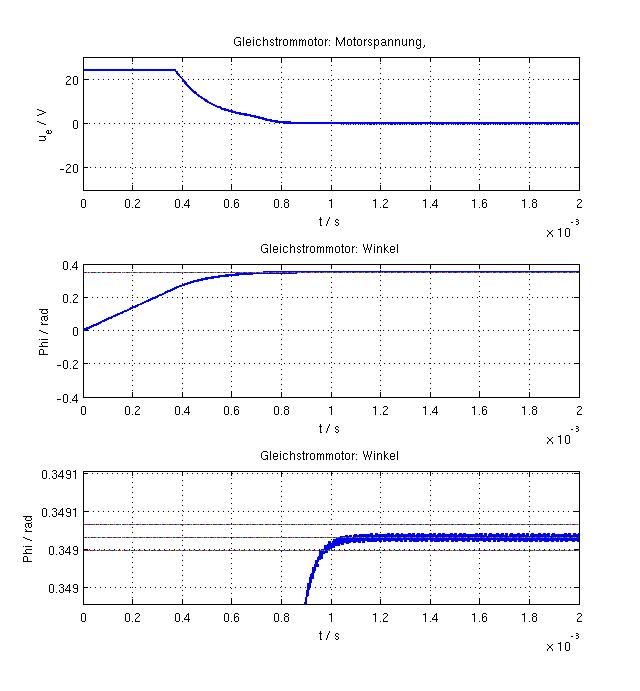 Gleichstrommotor: Motorspannung,
20
0
-20
u_e / V
0 0.2 0.4 0.6 0.8 1 1.2 1.4 1.6 1.8 2
t / s
x 10^-3
Gleichstrommotor: Winkel
0.4
0.2
0
-0.2
-0.4
Phi / rad
0 0.2 0.4 0.6 0.8 1 1.2 1.4 1.6 1.8 2
t / s
x 10^-3
Gleichstrommotor: Winkel
0.3491
0.3491
0.349
0.349
Phi / rad
0 0.2 0.4 0.6 0.8 1 1.2 1.4 1.6 1.8 2
t / s
x 10^-3